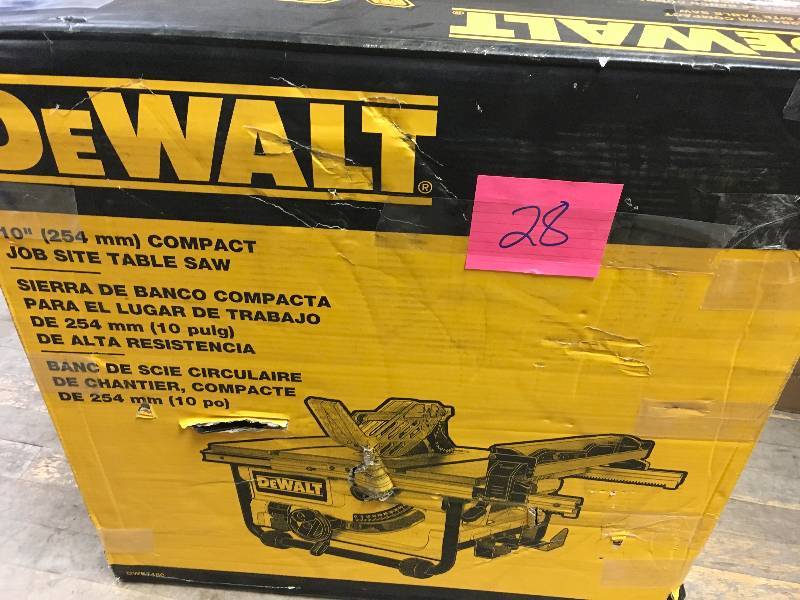 DEWALT
DEWALT®
28
10" (254 mm) COMPACT
JOB SITE TABLE SAW
SIERRA DE BANCO COMPACTA
PARA EL LUGAR DE TRABAJO
DE 254 mm (10 pulg)
DE ALTA RESISTENCIA
BANC DE SCIE CIRCULAIRE
DE CHANTIER, COMPACTE
DE 254 mm (10 po)
DEWALT
DWE7480